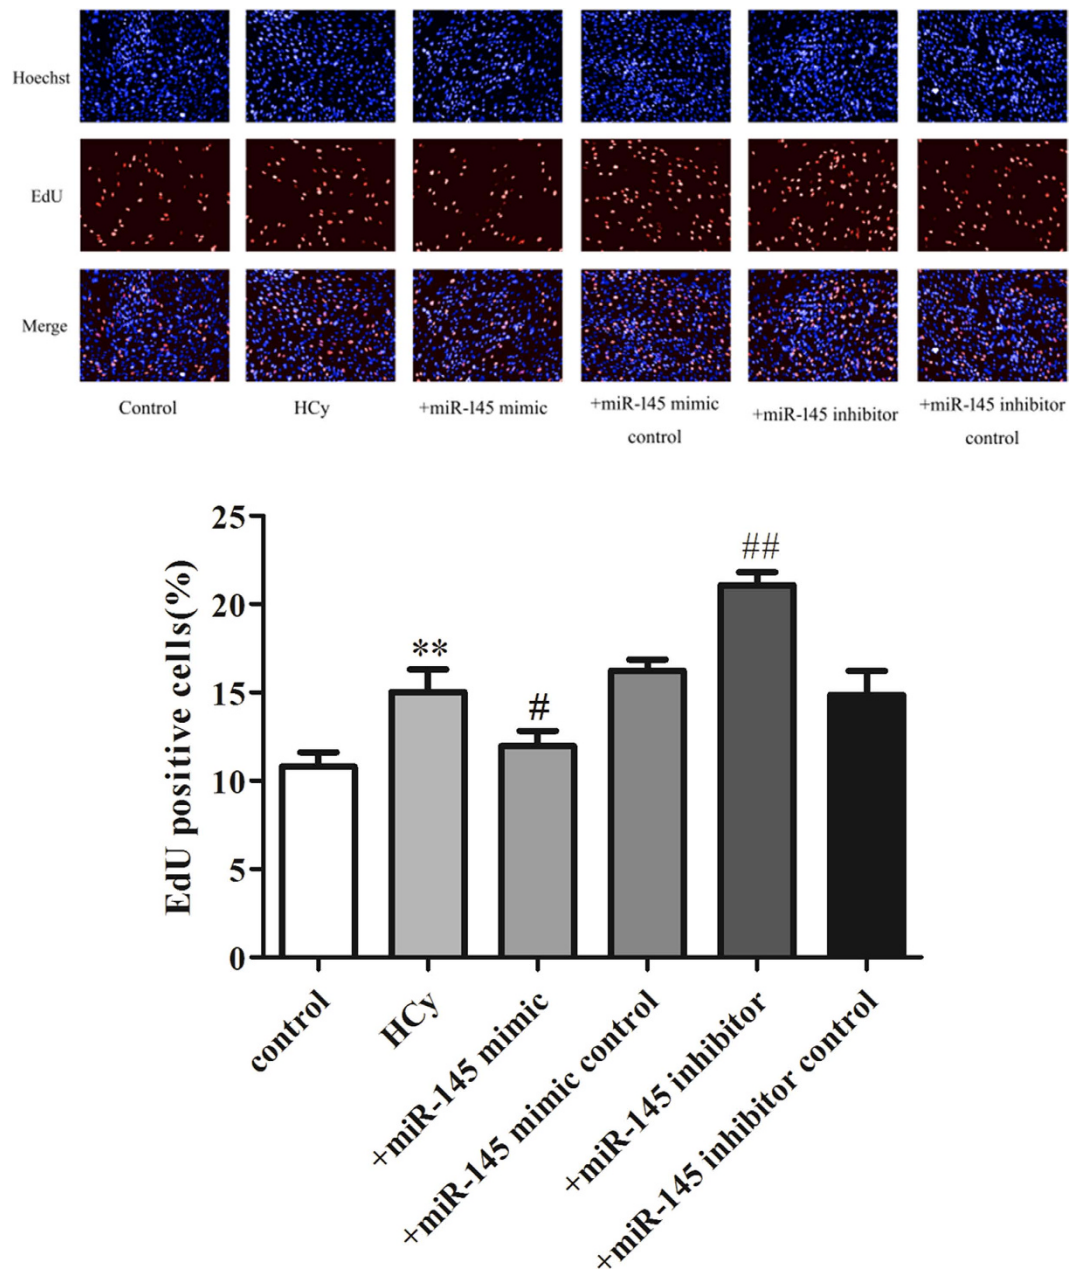 Hoechst
EdU
Merge
Control
HCy
+miR-145 mimic
+miR-145 mimic
control
+miR-145 inhibitor
+miR-145 inhibitor
control
EdU positive cells(%)
25
20
15
10
5
0
**
#
##
control
HCy
+miR-145 mimic
+miR-145 mimic control
+miR-145 inhibitor
+miR-145 inhibitor control